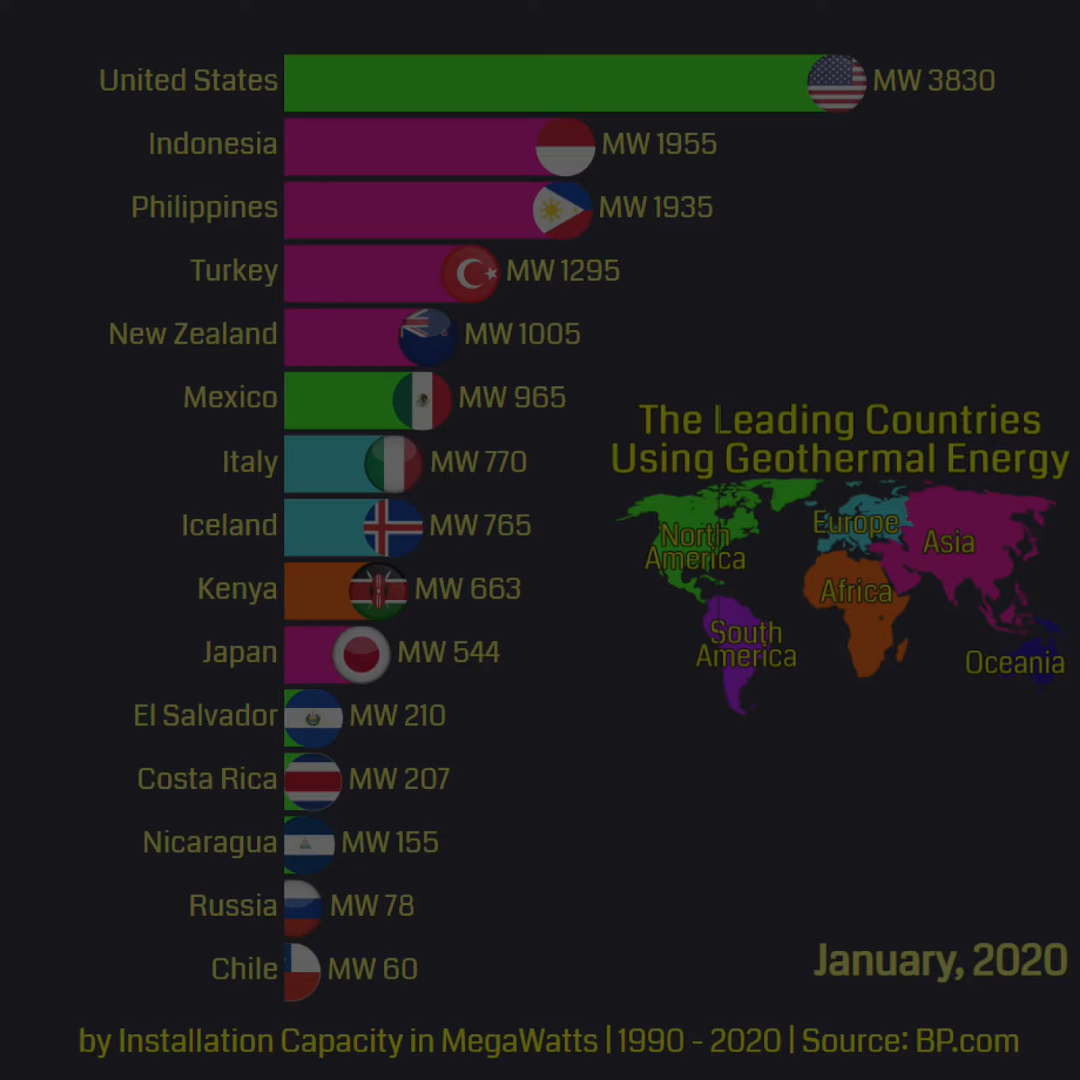 United States MW 3830
Indonesia MW 1955
Philippines MW 1935
Turkey MW 1295
New Zealand MW 1005
Mexico MW 965
Italy MW 770
Iceland MW 765
Kenya MW 663
Japan MW 544
El Salvador MW 210
Costa Rica MW 207
Nicaragua MW 155
Russia MW 78
Chile MW 60
The Leading Countries
Using Geothermal Energy
North
America
Europe
Asia
Africa
South
America
Oceania
January, 2020
by Installation Capacity in MegaWatts | 1990 - 2020 | Source: BP.com